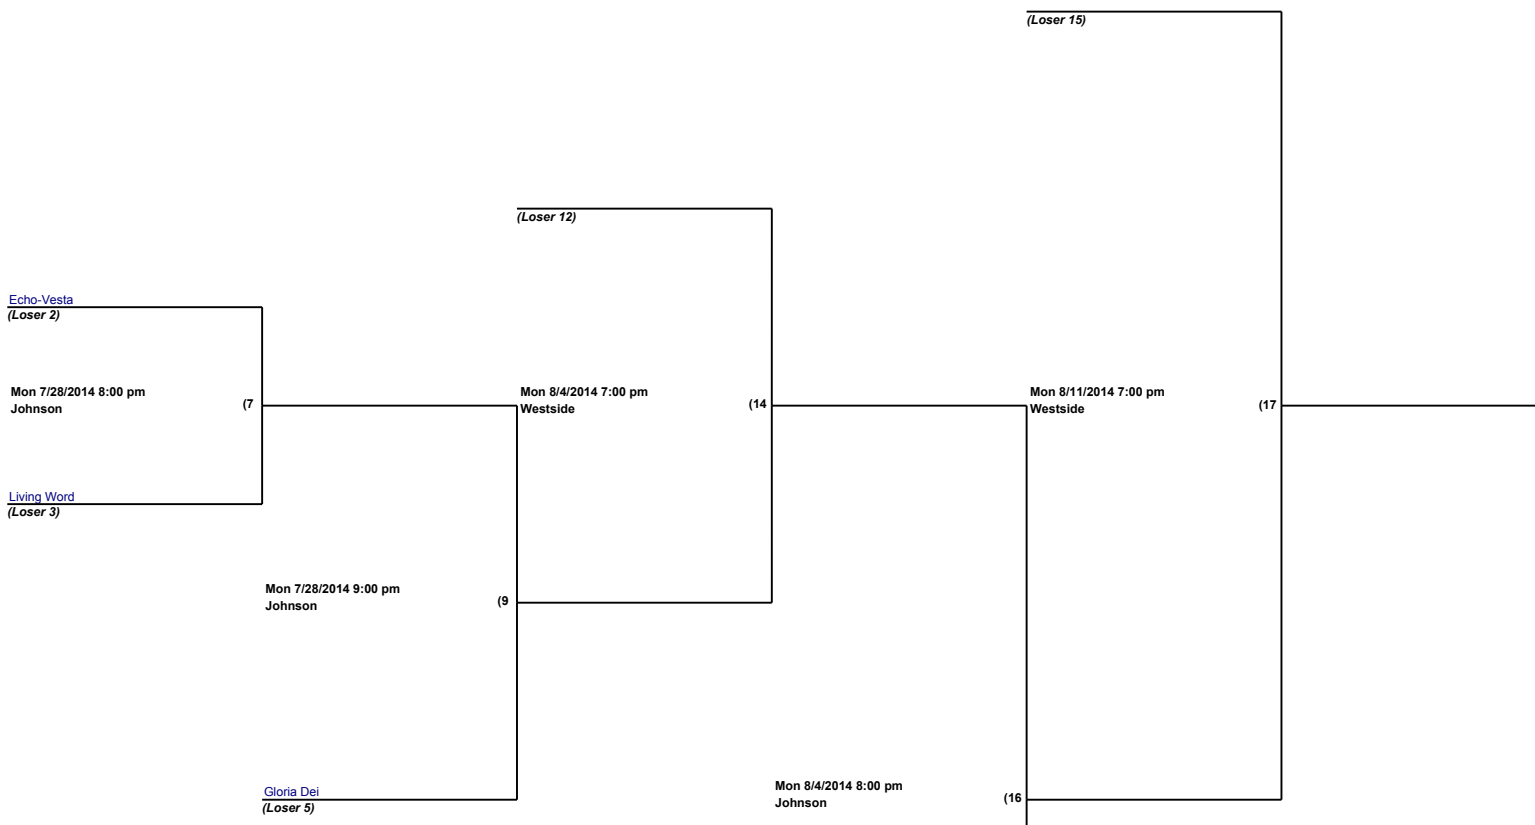 (Loser 15)
(Loser 12)
Echo-Vesta
(Loser 2)
Mon 7/28/2014 8:00 pm
Johnson
(7
Mon 8/4/2014 7:00 pm
Westside
(14
Mon 8/11/2014 7:00 pm
Westside
(17
Living Word
(Loser 3)
Mon 7/28/2014 9:00 pm
Johnson
(9
Gloria Dei
(Loser 5)
Mon 8/4/2014 8:00 pm
Johnson
(16